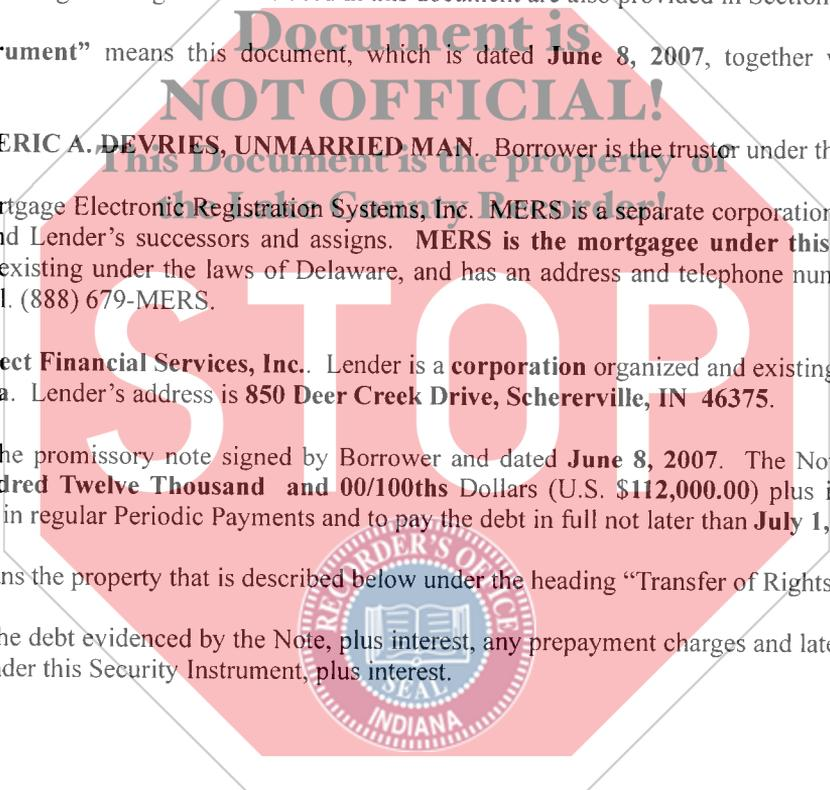 in this document are also provided in Section
Document is
rument” means this document, which is dated June 8, 2007, together
NOT OFFICIAL!
ERIC A. DEVRIES, UNMARRIED MAN. Borrower is the trustor under th
This Document is the property of
the Lake County Recorder!
rtgage Electronic Registration Systems, Inc. MERS is a separate corporation
nd Lender’s successors and assigns. MERS is the mortgagee under this
existing under the laws of Delaware, and has an address and telephone num
l. (888) 679-MERS.
STOP
ect Financial Services, Inc.. Lender is a corporation organized and existing
a. Lender’s address is 850 Deer Creek Drive, Schererville, IN 46375.
he promissory note signed by Borrower and dated June 8, 2007. The No
dred Twelve Thousand and 00/100ths Dollars (U.S. $112,000.00) plus i
in regular Periodic Payments and to pay the debt in full not later than July 1,
ns the property that is described below under the heading “Transfer of Rights
he debt evidenced by the Note, plus interest, any prepayment charges and late
der this Security Instrument, plus interest.
RECORDER'S OFFICE
SEAL
INDIANA